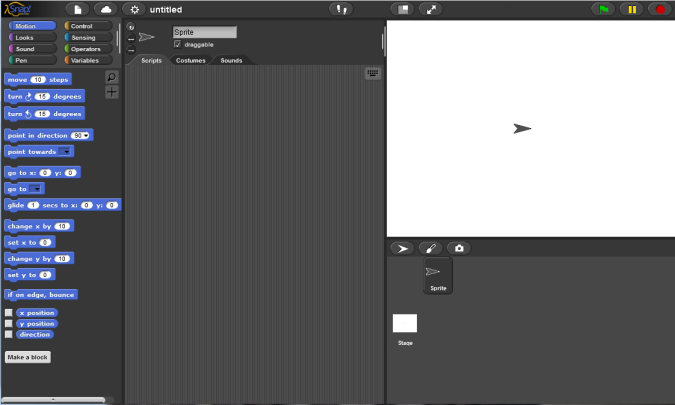 Snap! untitled
Motion Control
Looks Sensing
Sound Operators
Pen Variables
Sprite
draggable
Scripts Costumes Sounds
move 10 steps
turn 15 degrees
turn 15 degrees
point in direction 90
point towards
go to x: 0 y: 0
go to
glide 1 secs to x: 0 y: 0
change x by 10
set x to 0
change y by 10
set y to 0
if on edge, bounce
x position
y position
direction
Make a block
Sprite
Stage